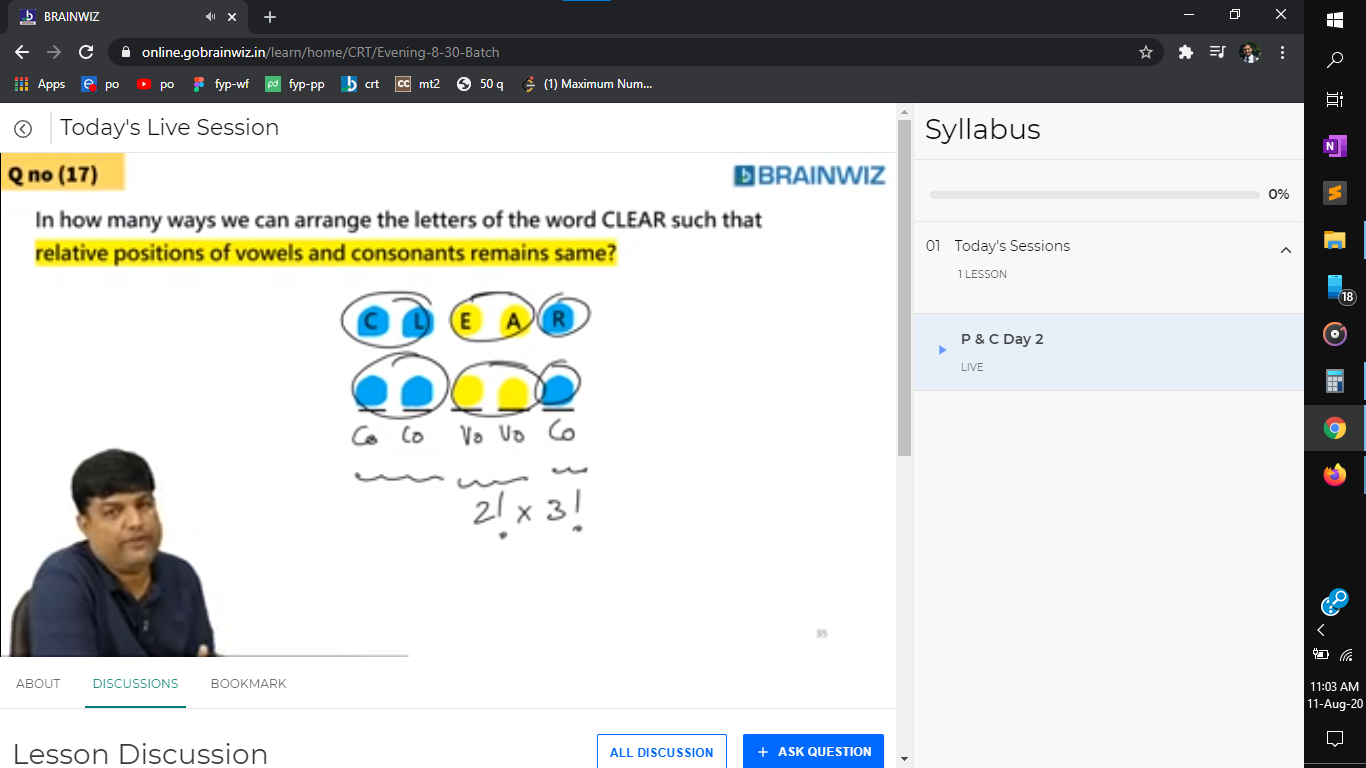 BRAINWIZ
online.gobrainwiz.in/learn/home/CRT/Evening-8-30-Batch
Apps po po fyp-wf fyp-pp crt mt2 50 q (1) Maximum Num...
Today's Live Session
Q no (17)
BRAINWIZ
In how many ways we can arrange the letters of the word CLEAR such that
relative positions of vowels and consonants remains same?
C L E A R
Co Co Vo Vo Co
2! x 3!
35
ABOUT DISCUSSIONS BOOKMARK
Lesson Discussion
ALL DISCUSSION
+ ASK QUESTION
Syllabus
0%
01 Today's Sessions
1 LESSON
P & C Day 2
LIVE
18
11:03 AM
11-Aug-20